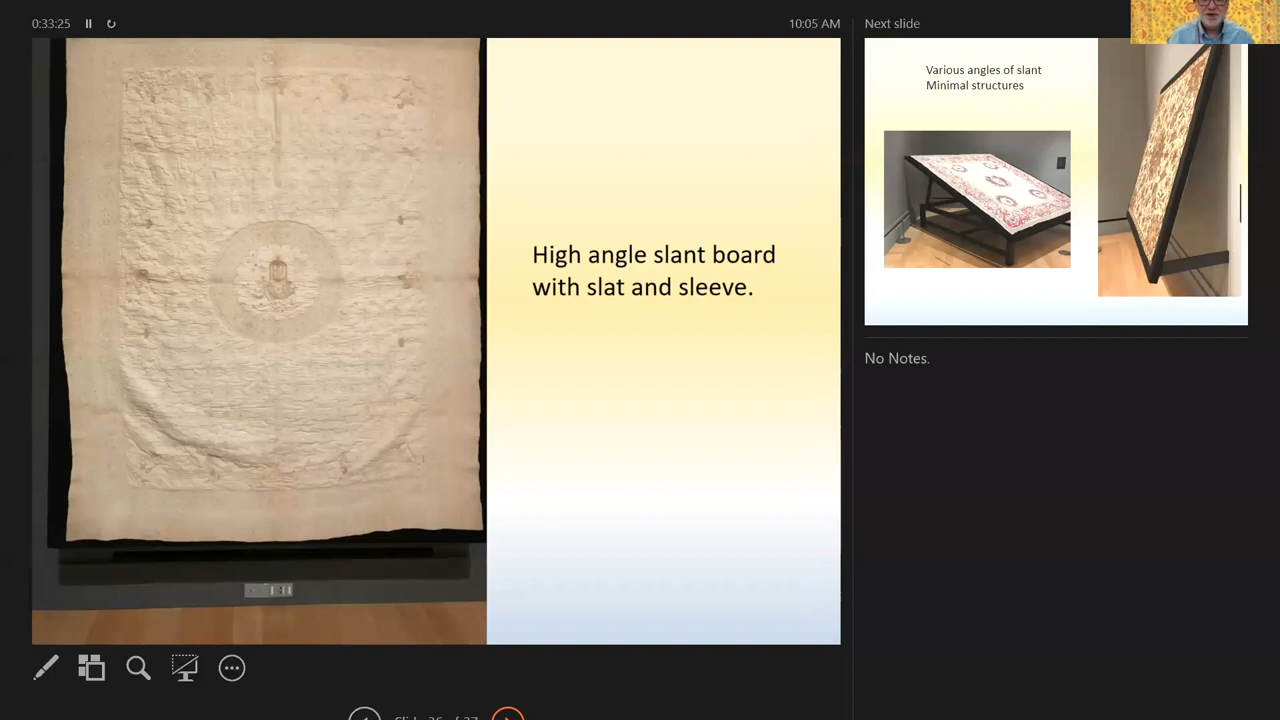 0:33:25
10:05 AM
Next slide
High angle slant board
with slat and sleeve.
Various angles of slant
Minimal structures
No Notes.